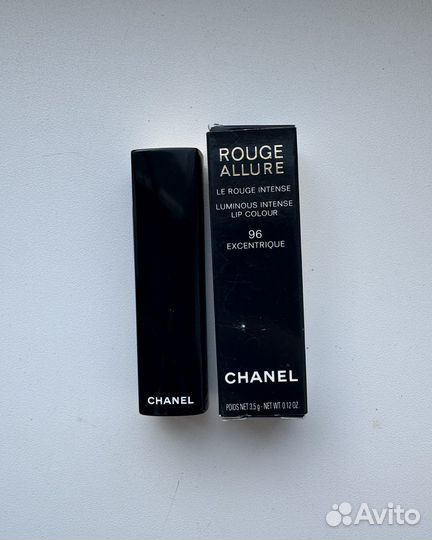 CHANEL
ROUGE
ALLURE
LE ROUGE INTENSE
LUMINOUS INTENSE
LIP COLOUR
96
EXCENTRIQUE
CHANEL
POIDS NET 3.5 g - NET WT. 0.12 OZ
Avito